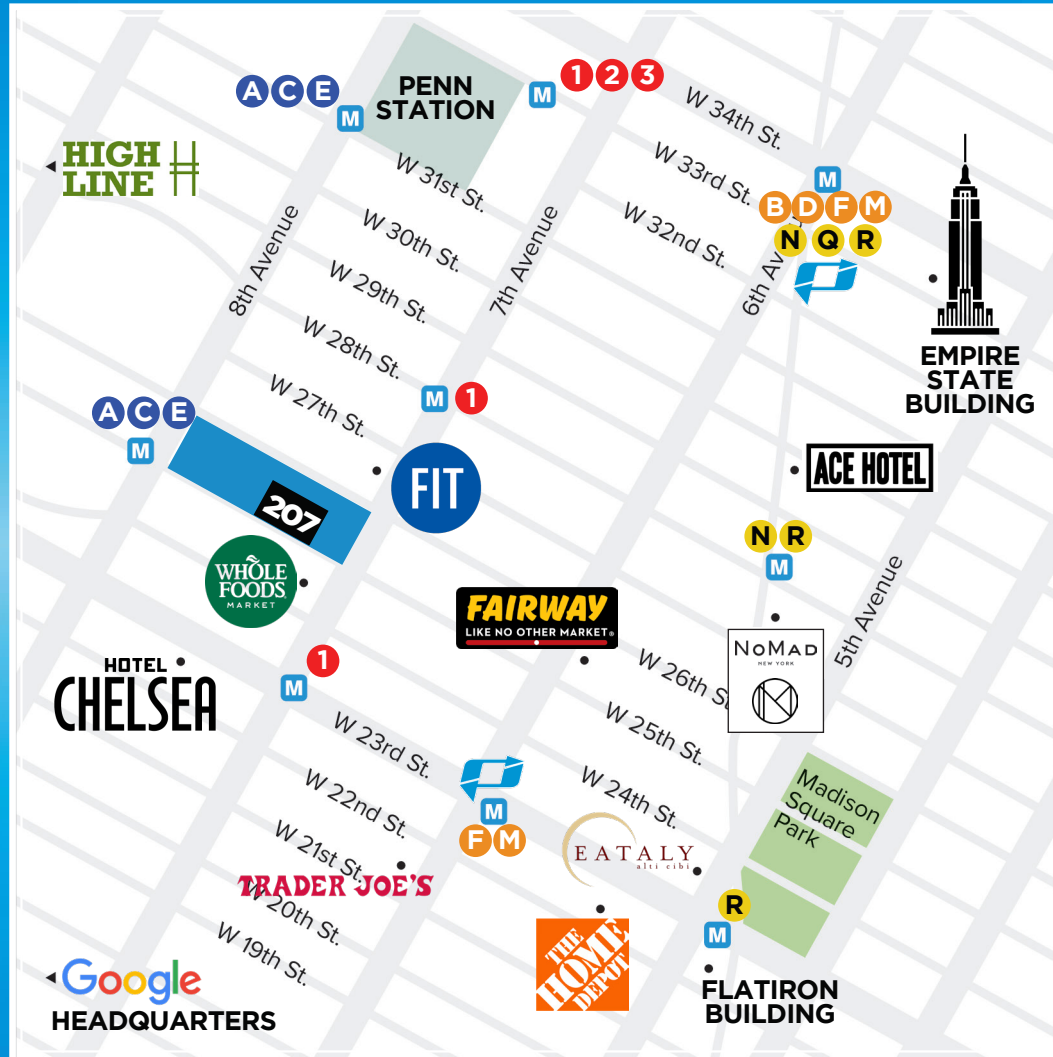 A C E
M
PENN
STATION
M
1 2 3
HIGH
LINE
W 34th St.
W 33rd St.
W 32nd St.
W 31st St.
W 30th St.
W 29th St.
W 28th St.
W 27th St.
8th Avenue
7th Avenue
6th Av
M
B D F M
N Q R
EMPIRE
STATE
BUILDING
M 1
A C E
M
207
FIT
ACE HOTEL
N R
M
WHOLE
FOODS
MARKET
FAIRWAY
LIKE NO OTHER MARKET®
NOMAD
NEW YORK
5th Avenue
HOTEL
CHELSEA
1
M
W 26th St
W 25th St.
W 24th St.
W 23rd St.
W 22nd St.
W 21st St.
W 20th St.
W 19th St.
M
F M
Madison
Square
Park
EATALY
alti cibi
TRADER JOE'S
R
M
THE
HOME
DEPOT
FLATIRON
BUILDING
Google
HEADQUARTERS